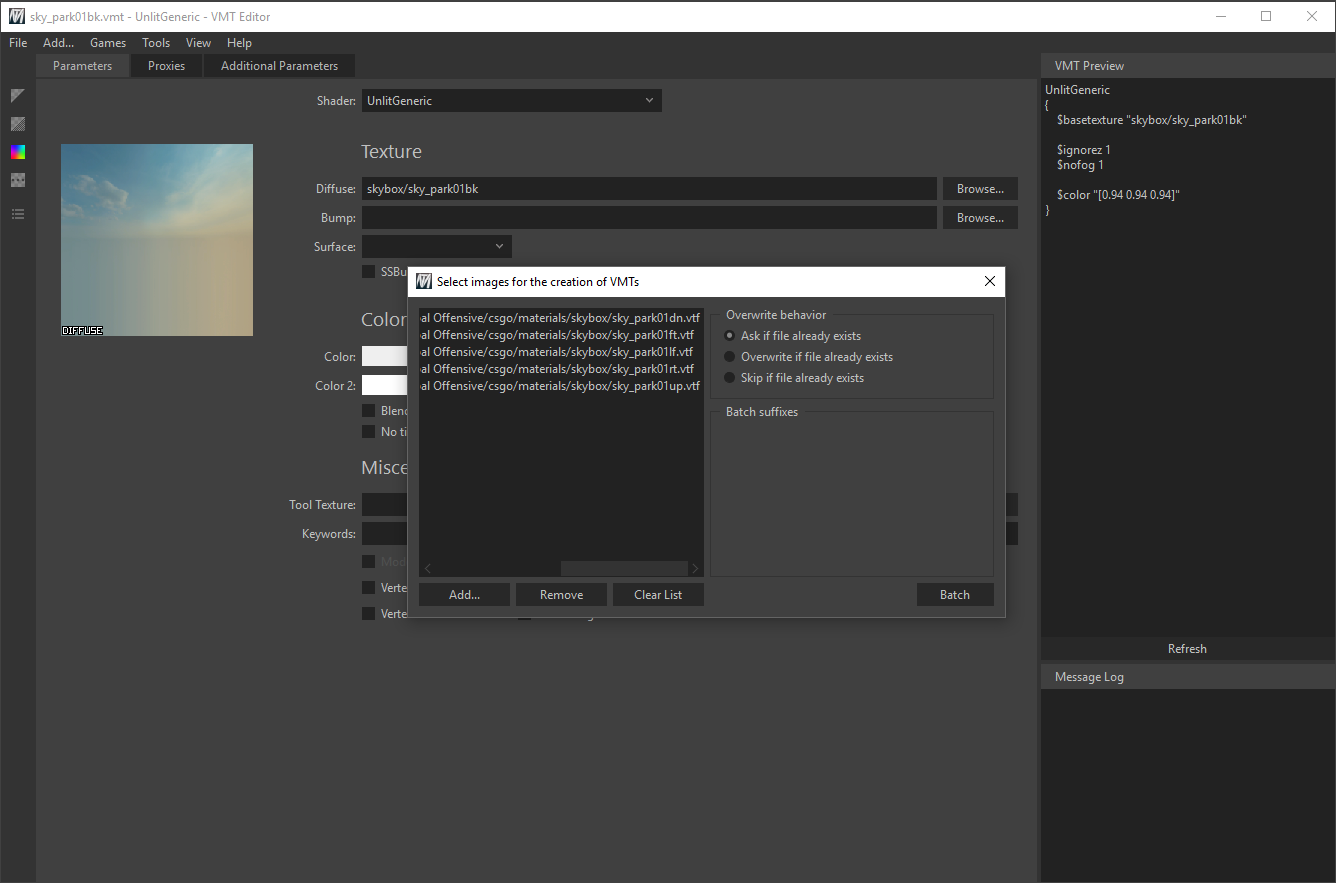 sky_park01bk.vmt - UnlitGeneric - VMT Editor
File Add... Games Tools View Help
Parameters Proxies Additional Parameters
Shader: UnlitGeneric
DIFFUSE
Texture
Diffuse: skybox/sky_park01bk Browse...
Bump: Browse...
Surface:
SSBu
Color
Color:
Color 2:
Blend
No ti
Misce
Tool Texture:
Keywords:
Mod
Verte
Verte
Select images for the creation of VMTs
al Offensive/csgo/materials/skybox/sky_park01dn.vtf
al Offensive/csgo/materials/skybox/sky_park01ft.vtf
al Offensive/csgo/materials/skybox/sky_park01lf.vtf
al Offensive/csgo/materials/skybox/sky_park01rt.vtf
al Offensive/csgo/materials/skybox/sky_park01up.vtf
Add... Remove Clear List
Overwrite behavior
Ask if file already exists
Overwrite if file already exists
Skip if file already exists
Batch suffixes
Batch
VMT Preview
UnlitGeneric
{
$basetexture "skybox/sky_park01bk"
$ignorez 1
$nofog 1
$color "[0.94 0.94 0.94]"
}
Refresh
Message Log